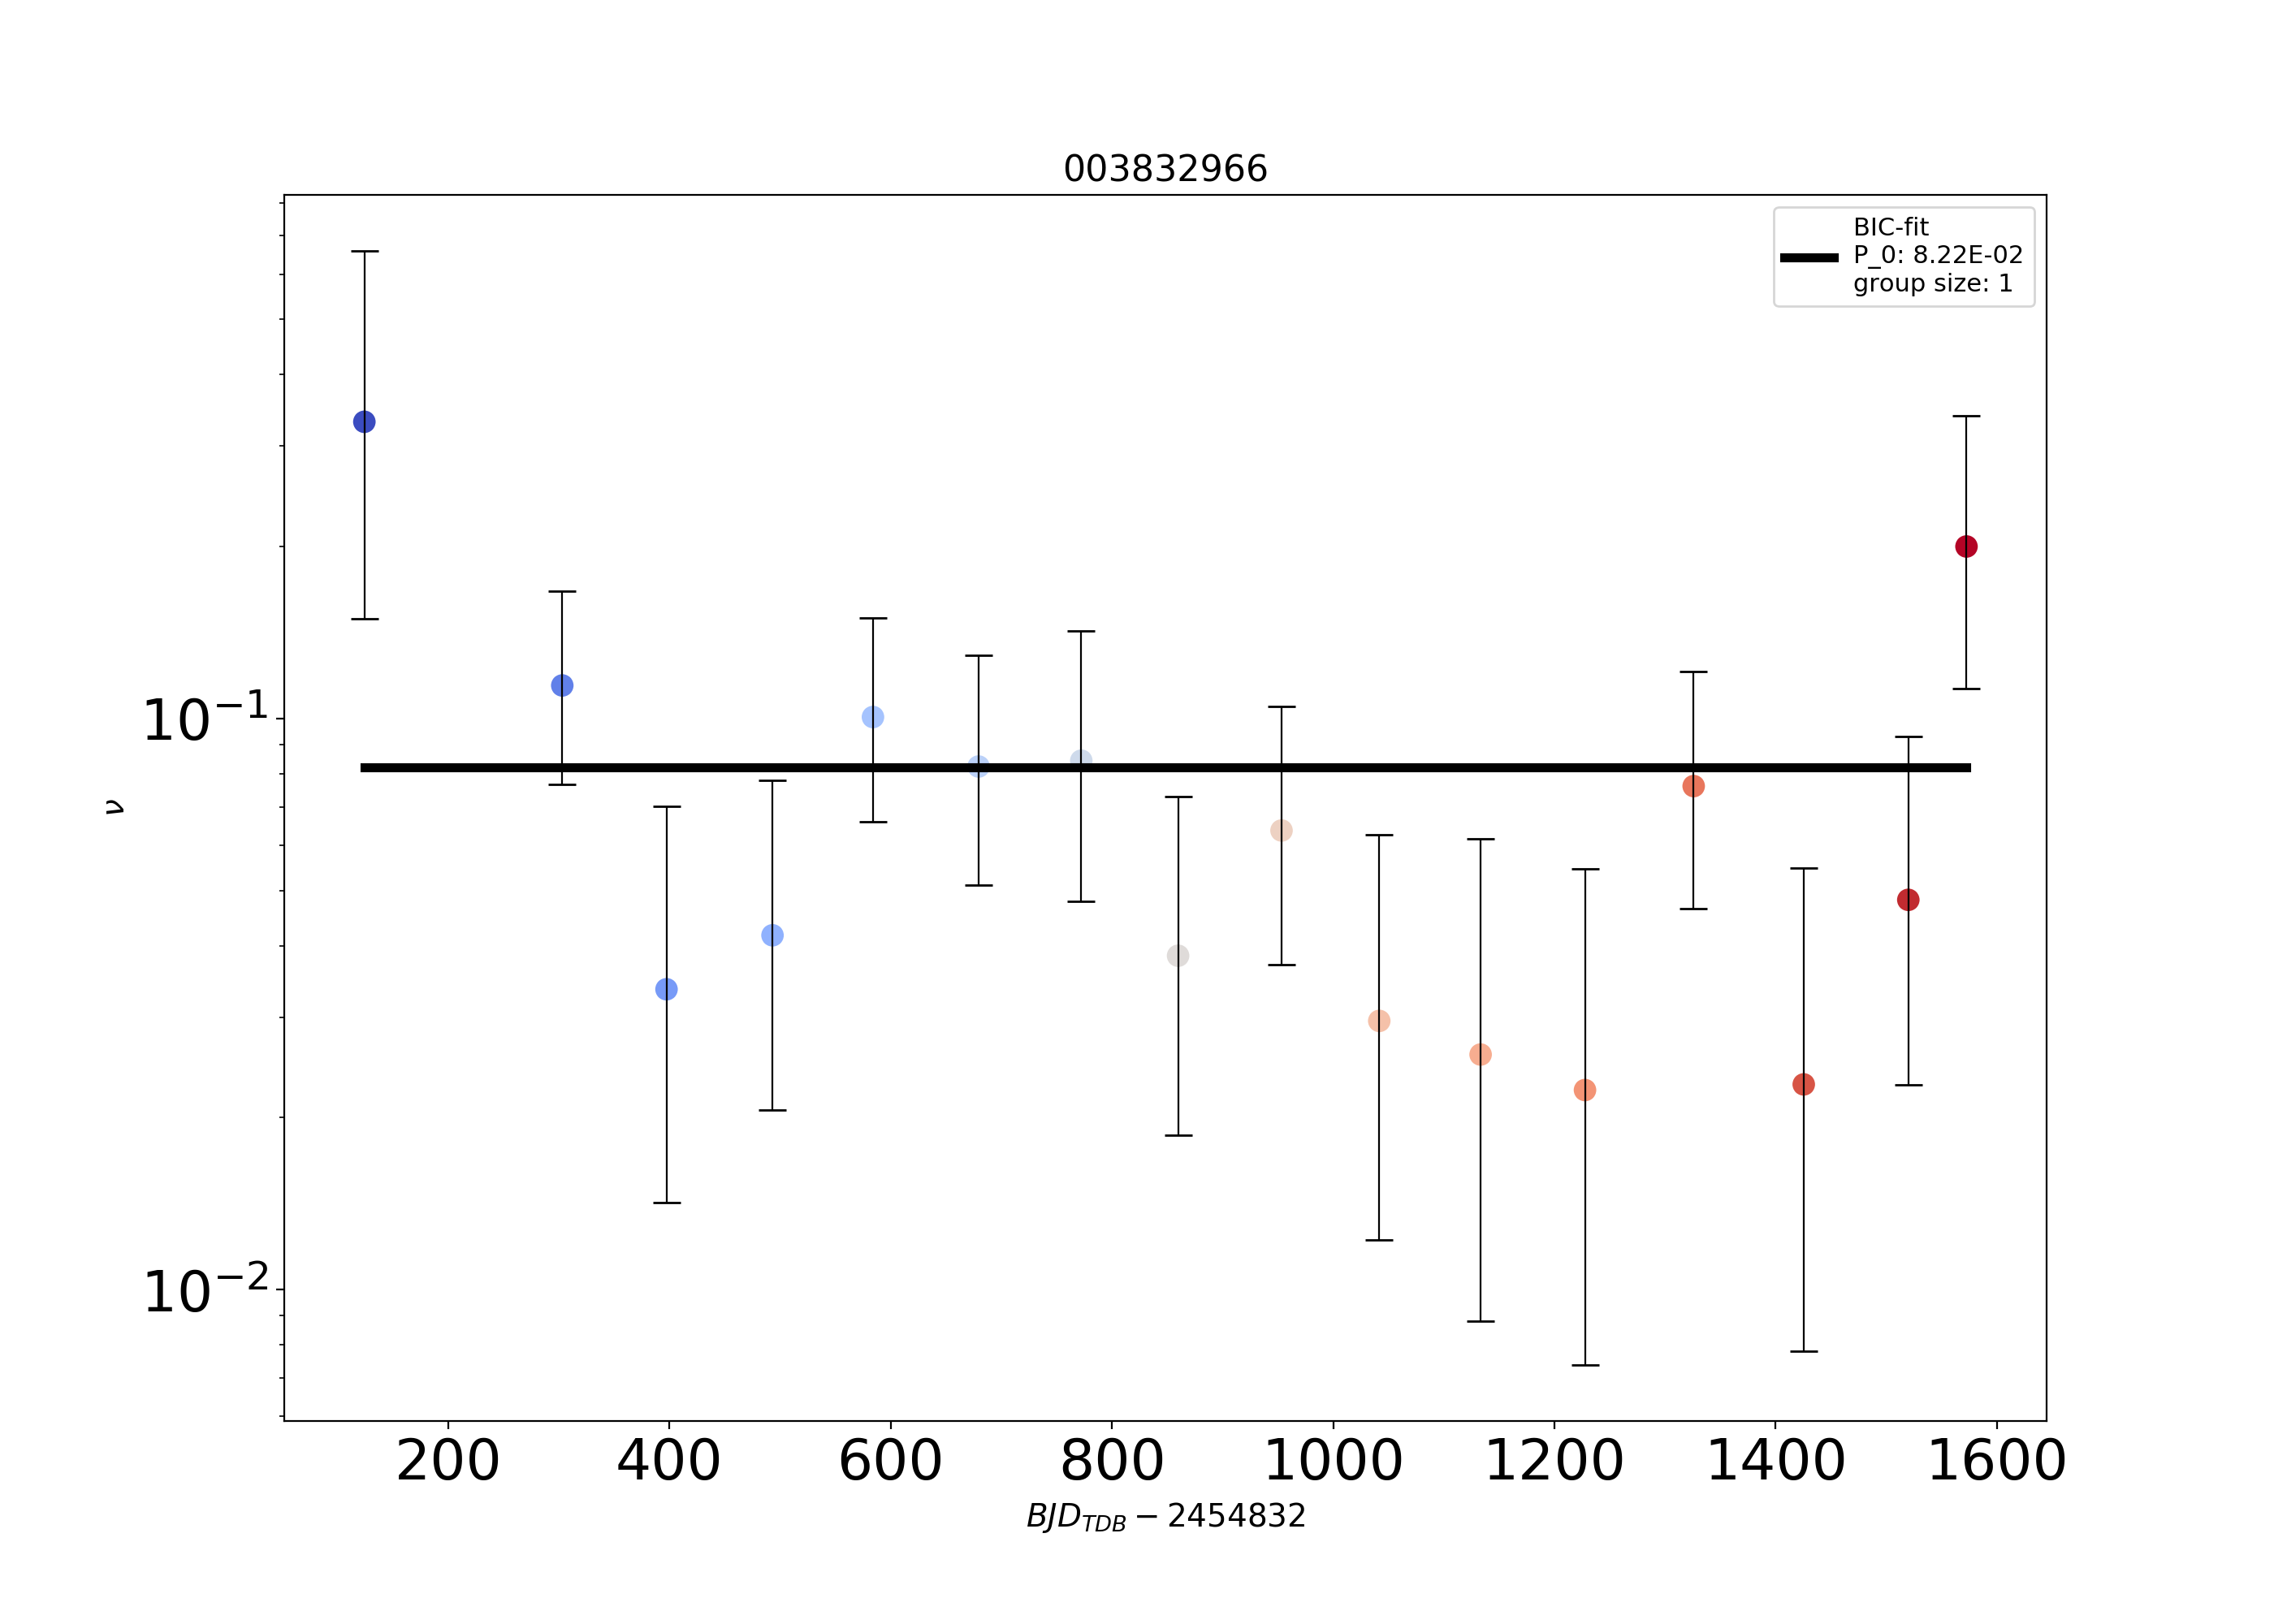 003832966
BIC-fit
P_0: 8.22E-02
group size: 1
10⁻¹
ν
10⁻²
200 400 600 800 1000 1200 1400 1600
BJD_TDB − 2454832